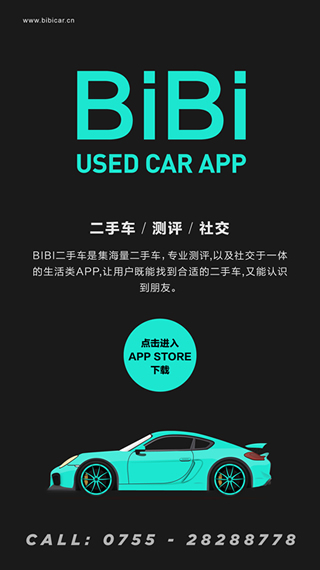 www.bibicar.cn
BiBi
USED CAR APP
二手车 / 测评 / 社交
BIBI二手车是集海量二手车，专业测评,以及社交于一体
的生活类APP,让用户既能找到合适的二手车,又能认识
到朋友。
点击进入
APP STORE
下载
CALL: 0755 - 28288778